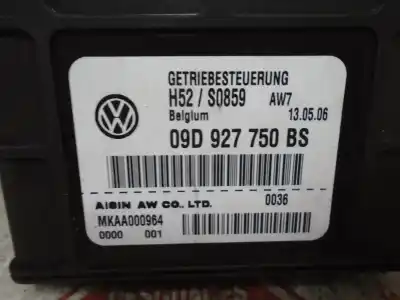 GETRIEBESTEUERUNG
H52 / S0859 AW7
Belgium 13.05.06
09D 927 750 BS
AISIN AW CO., LTD. 0036
MKAA000964
0000 001